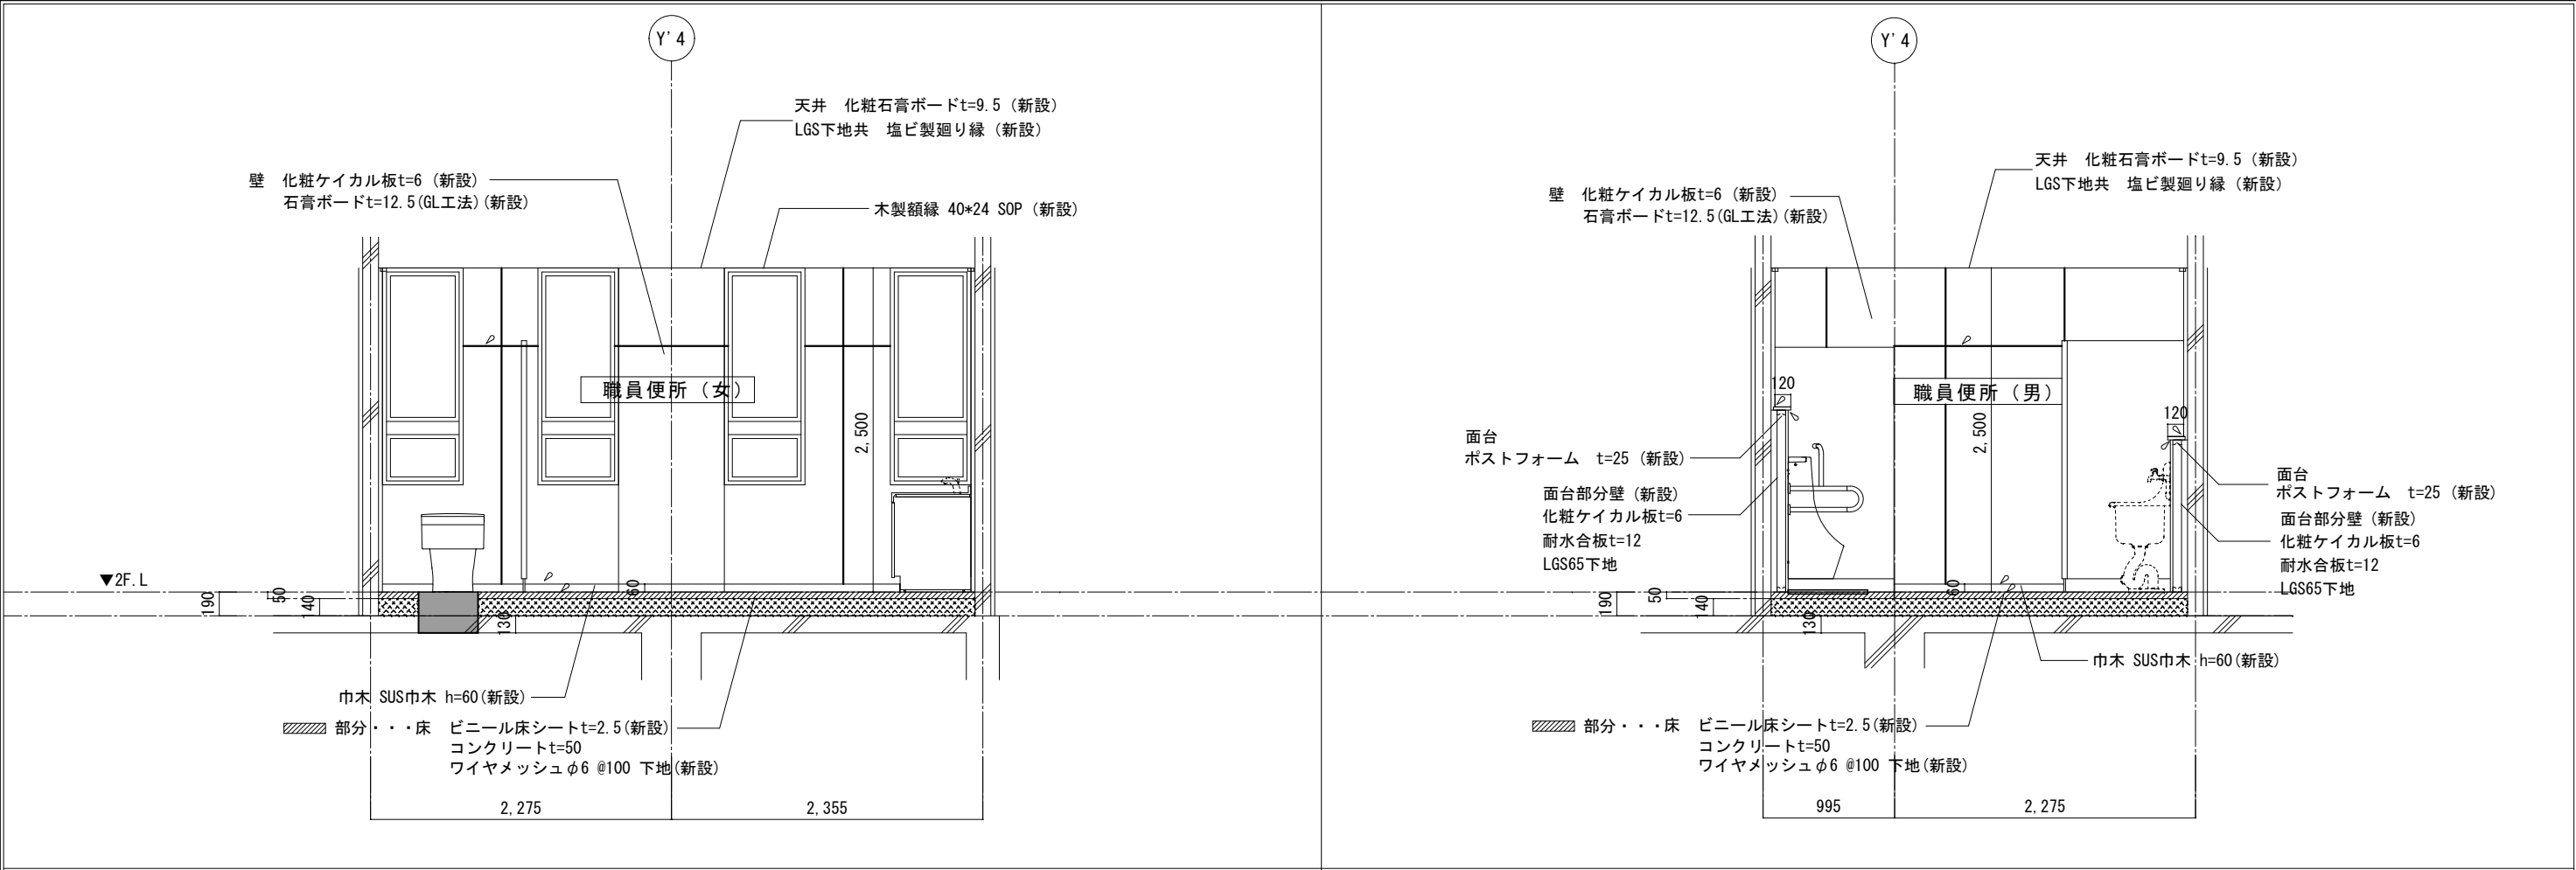 Y'4
天井　化粧石膏ボードt=9.5（新設）
LGS下地共　塩ビ製廻り縁（新設）
壁　化粧ケイカル板t=6（新設）
石膏ボードt=12.5(GL工法)(新設)
木製額縁 40*24 SOP（新設）
職員便所（女）
2,500
▼2F.L
190
50
140
60
130
巾木 SUS巾木 h=60(新設)
部分・・・床　ビニール床シートt=2.5(新設)
コンクリートt=50
ワイヤメッシュφ6 @100 下地(新設)
2,275
2,355
Y'4
天井　化粧石膏ボードt=9.5（新設）
LGS下地共　塩ビ製廻り縁（新設）
壁　化粧ケイカル板t=6（新設）
石膏ボードt=12.5(GL工法)(新設)
120
職員便所（男）
120
2,500
面台
ポストフォーム　t=25（新設）
面台部分壁（新設）
化粧ケイカル板t=6
耐水合板t=12
LGS65下地
面台
ポストフォーム　t=25（新設）
面台部分壁（新設）
化粧ケイカル板t=6
耐水合板t=12
LGS65下地
190
50
140
60
130
巾木 SUS巾木 h=60(新設)
部分・・・床　ビニール床シートt=2.5(新設)
コンクリートt=50
ワイヤメッシュφ6 @100 下地(新設)
995
2,275